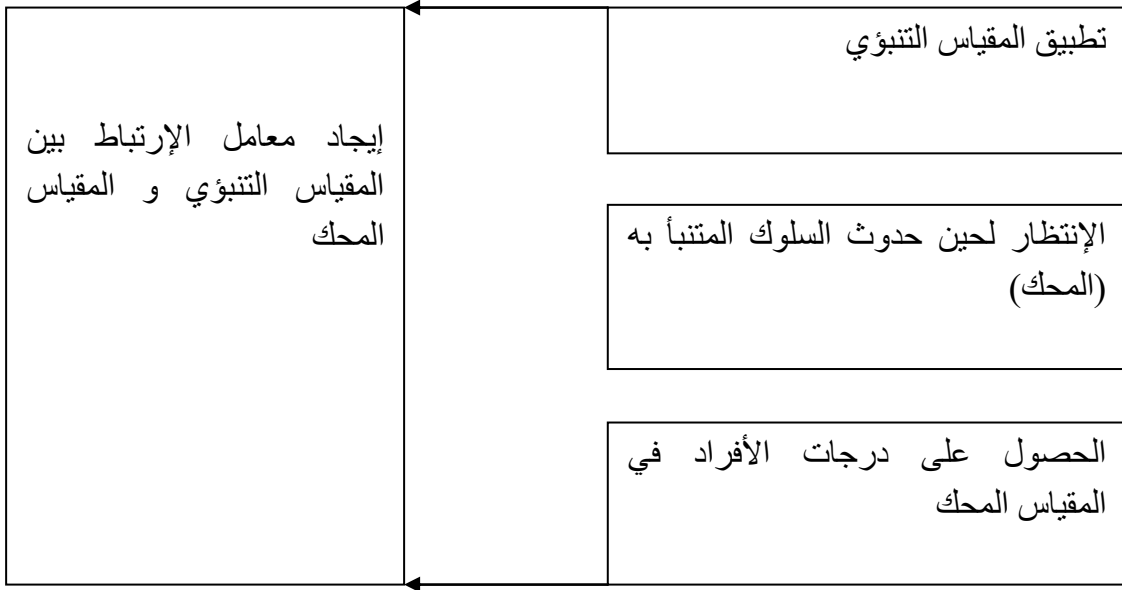 تطبيق المقياس التنبؤي
الإنتظار لحين حدوث السلوك المتنبأ به
(المحك)
الحصول على درجات الأفراد في
المقياس المحك
إيجاد معامل الإرتباط بين
المقياس التنبؤي و المقياس
المحك